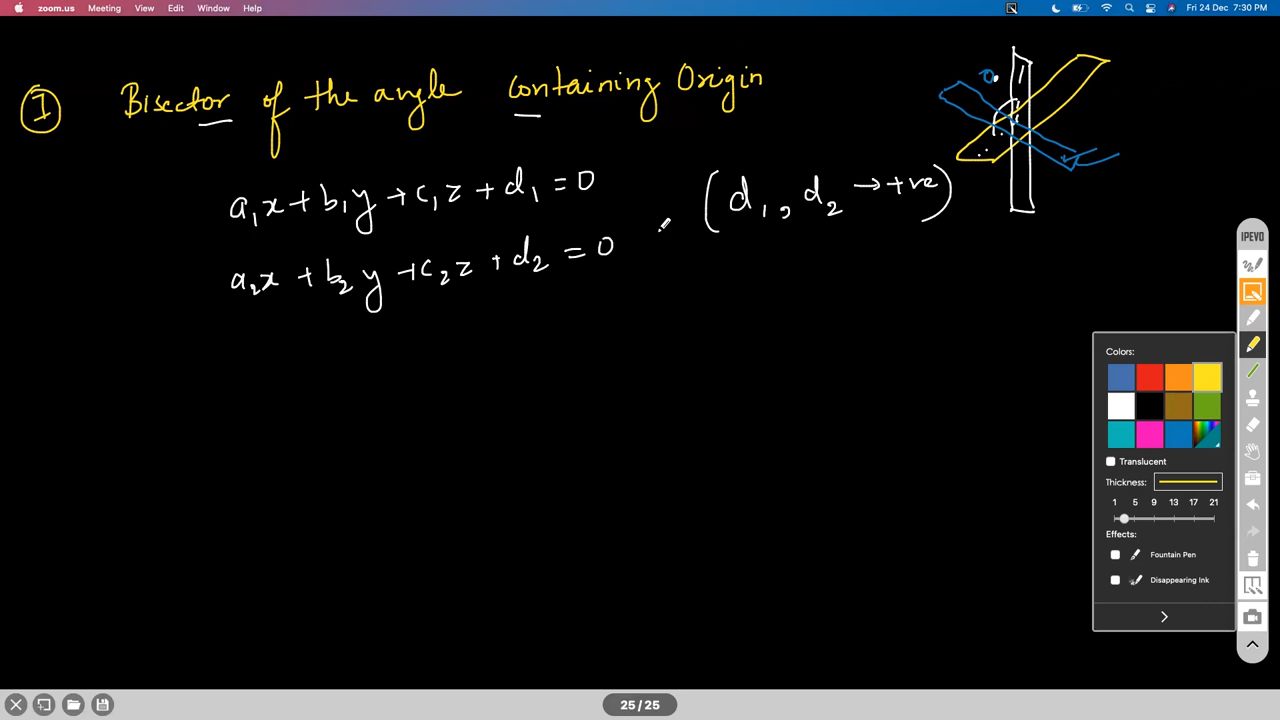 zoom.us Meeting View Edit Window Help Fri 24 Dec 7:30 PM
I Bisector of the angle containing Origin
a₁x + b₁y + c₁z + d₁ = 0 (d₁, d₂ → +ve)
a₂x + b₂y + c₂z + d₂ = 0
0
IPEVO
Colors:
Translucent
Thickness:
1 5 9 13 17 21
Effects:
Fountain Pen
Disappearing Ink
25 / 25